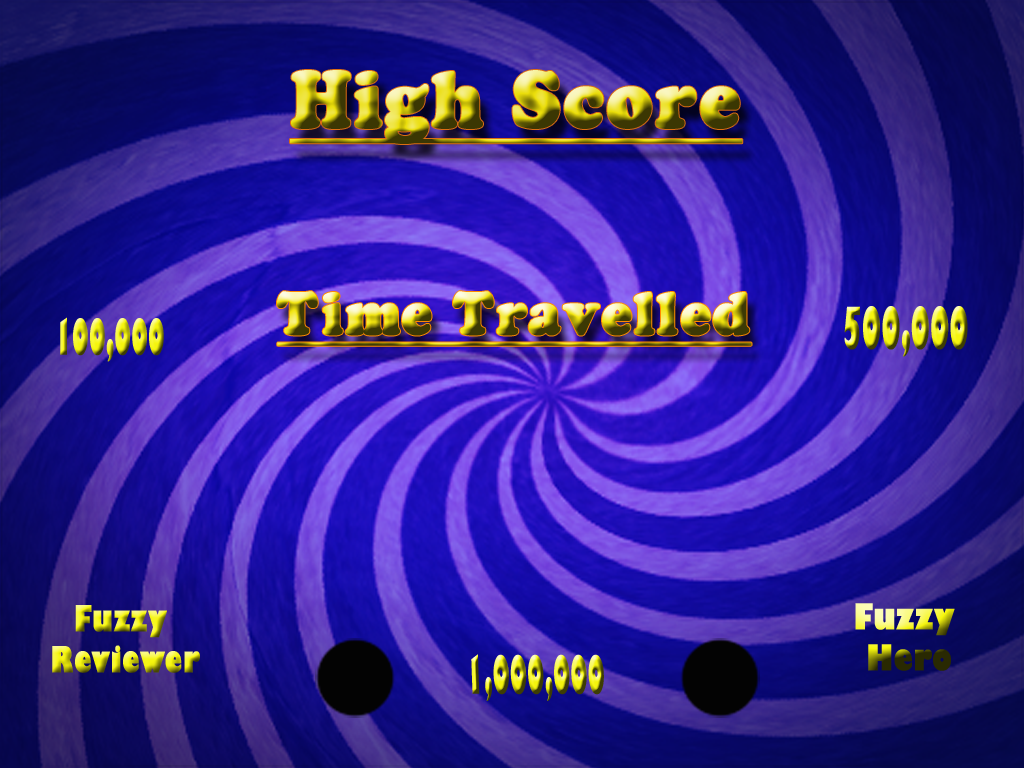 High Score
Time Travelled
100,000
500,000
Fuzzy
Reviewer
Fuzzy
Hero
1,000,000